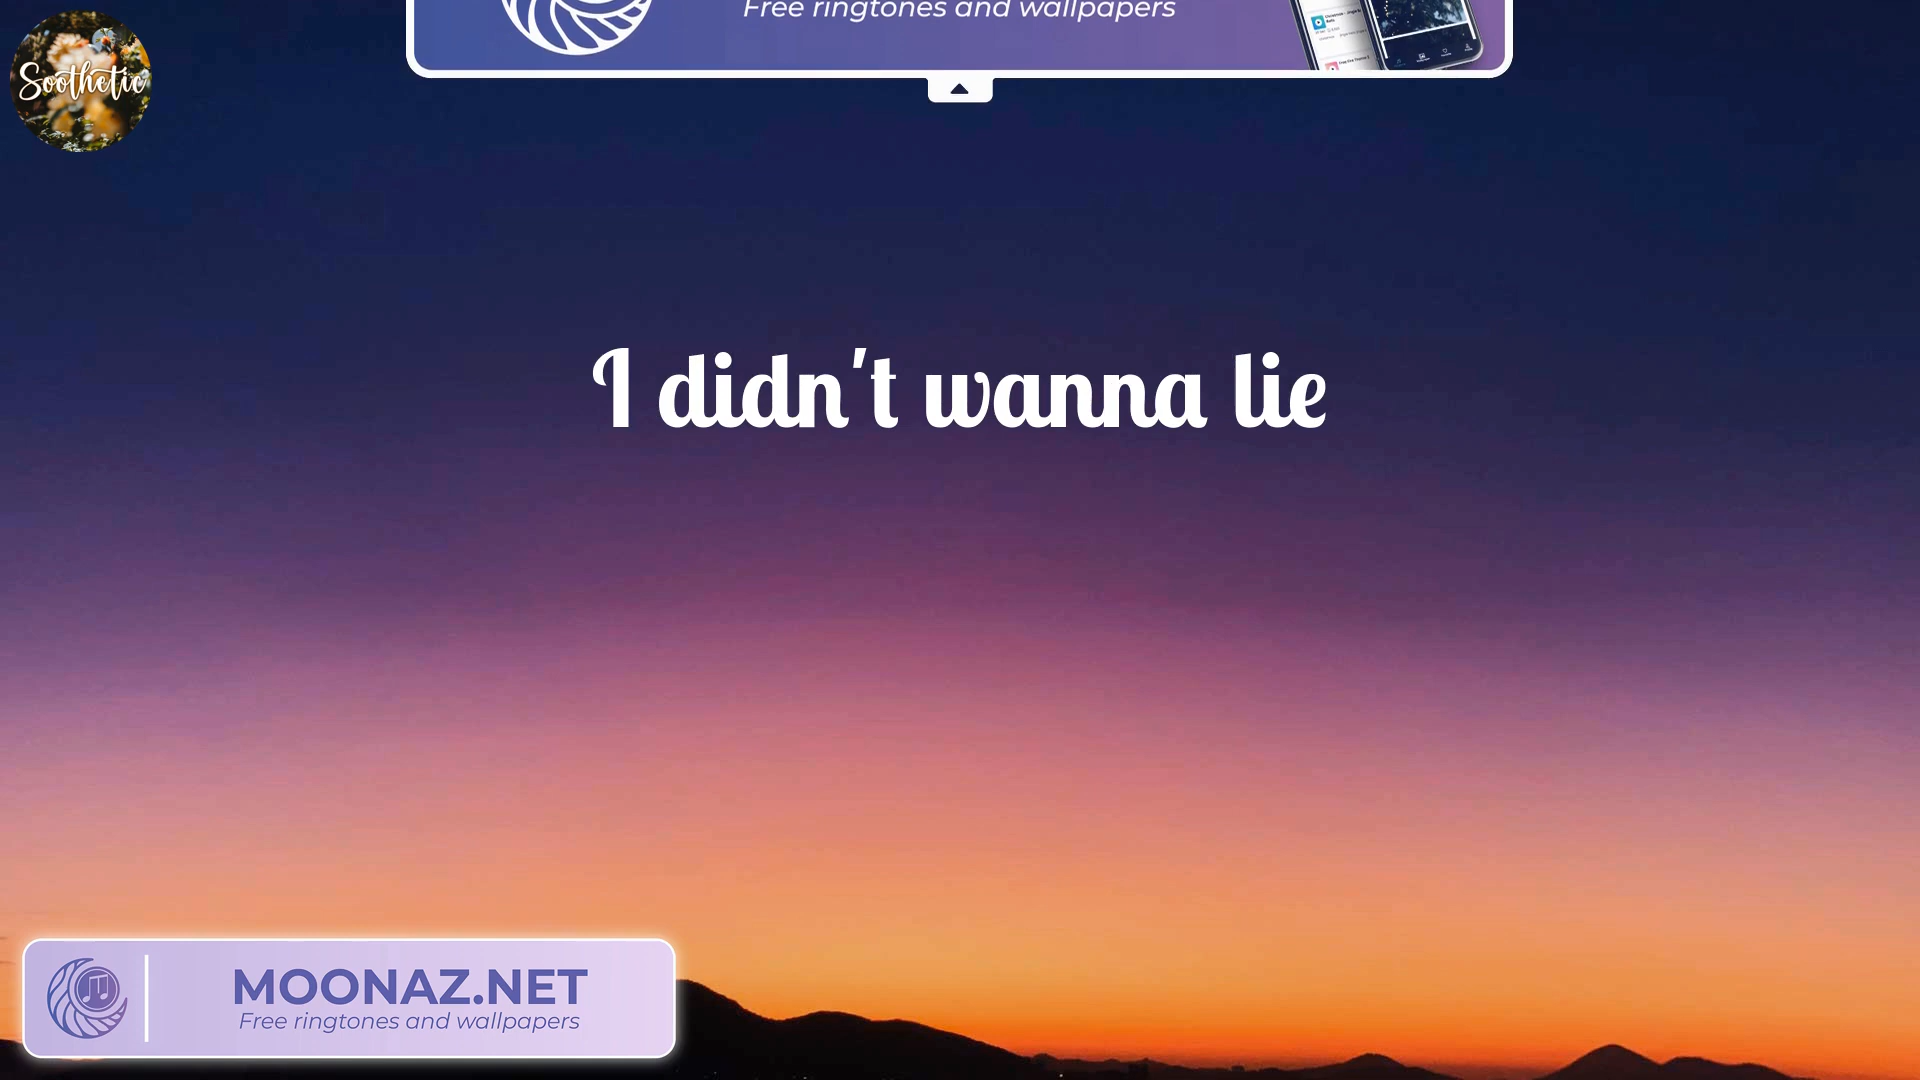 Free ringtones and wallpapers
Soothetic
I didn't wanna lie
MOONAZ.NET
Free ringtones and wallpapers